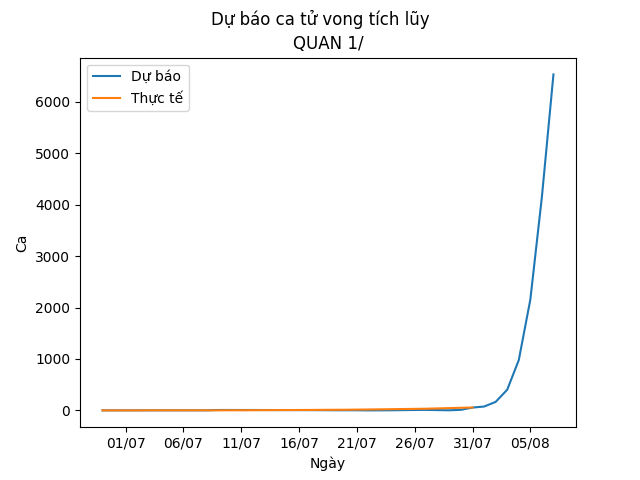 Dự báo ca tử vong tích lũy
QUAN 1/
Dự báo
Thực tế
6000
5000
4000
3000
2000
1000
0
Ca
01/07 06/07 11/07 16/07 21/07 26/07 31/07 05/08
Ngày